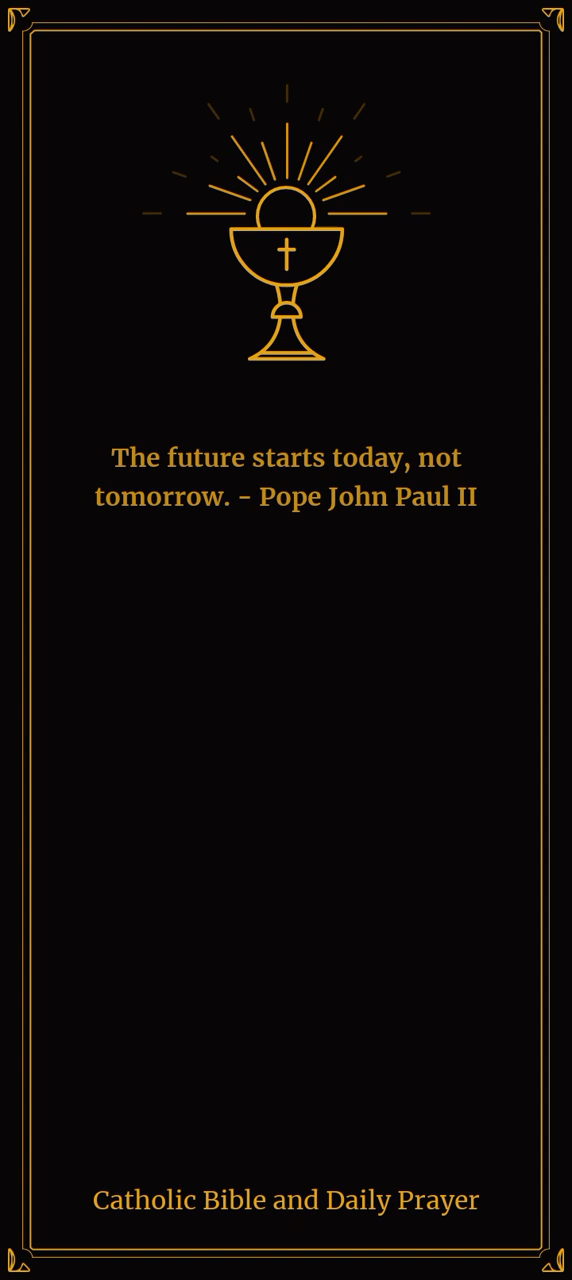 The future starts today, not
tomorrow. - Pope John Paul II
Catholic Bible and Daily Prayer